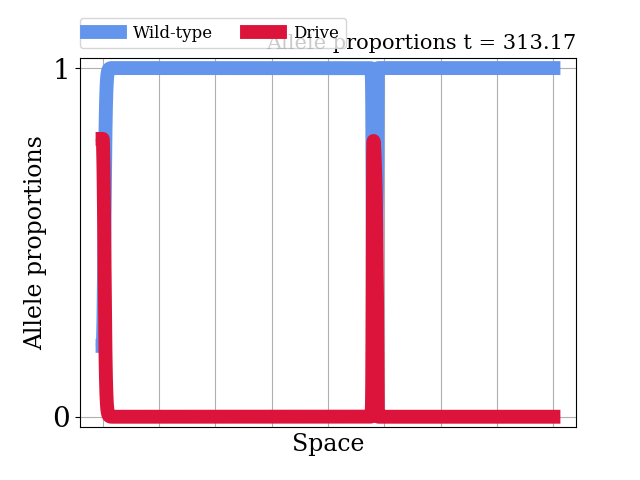 Wild-type Drive
Allele proportions t = 313.17
1
Allele proportions
0
Space